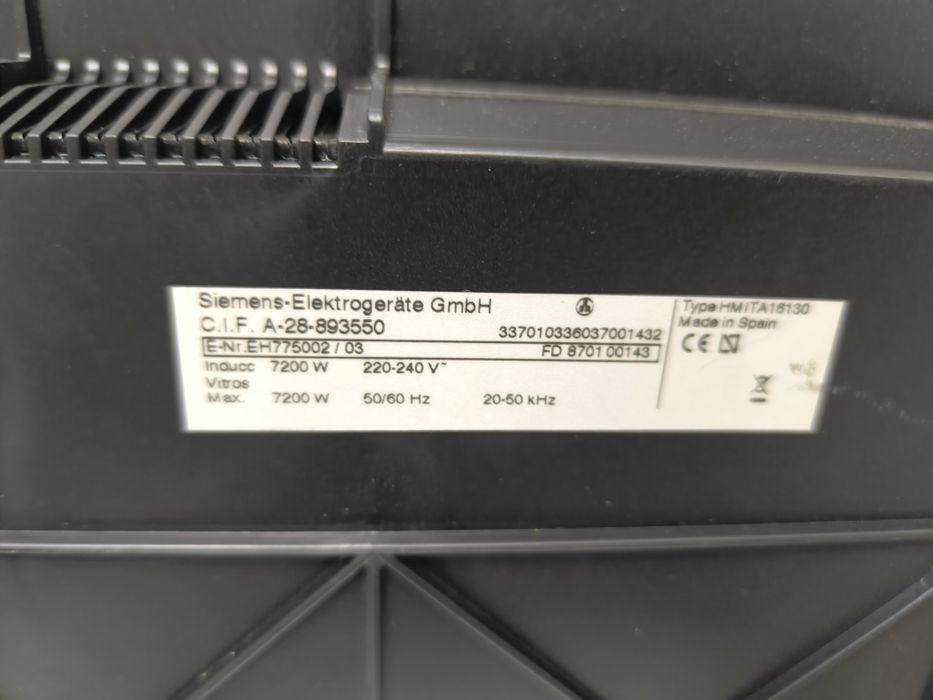 Siemens-Elektrogeräte GmbH
C.I.F. A-28-893550
337010336037001432
E-Nr.EH775002 / 03
FD 8701 00143
Inducc 7200 W 220-240 V~
Vitros
Max. 7200 W 50/60 Hz 20-50 kHz
Type HMITA16130
Made in Spain
CE N